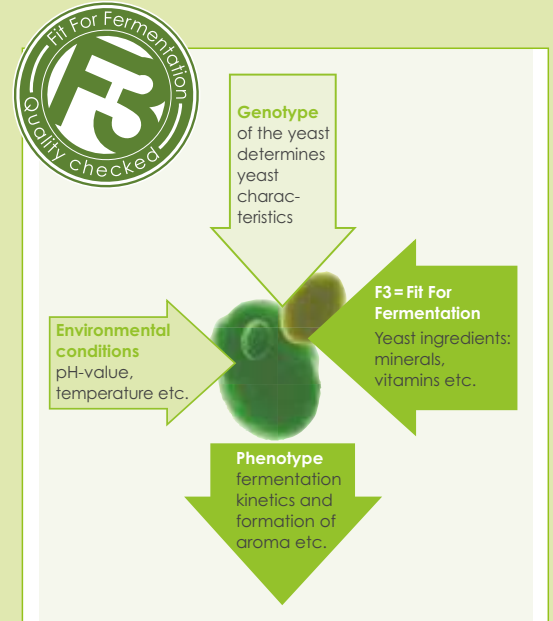 Fit For Fermentation
F3
Quality checked
Genotype
of the yeast
determines
yeast
charac-
teristics
F3 = Fit For
Fermentation
Yeast ingredients:
minerals,
vitamins etc.
Environmental
conditions
pH-value,
temperature etc.
Phenotype
fermentation
kinetics and
formation of
aroma etc.